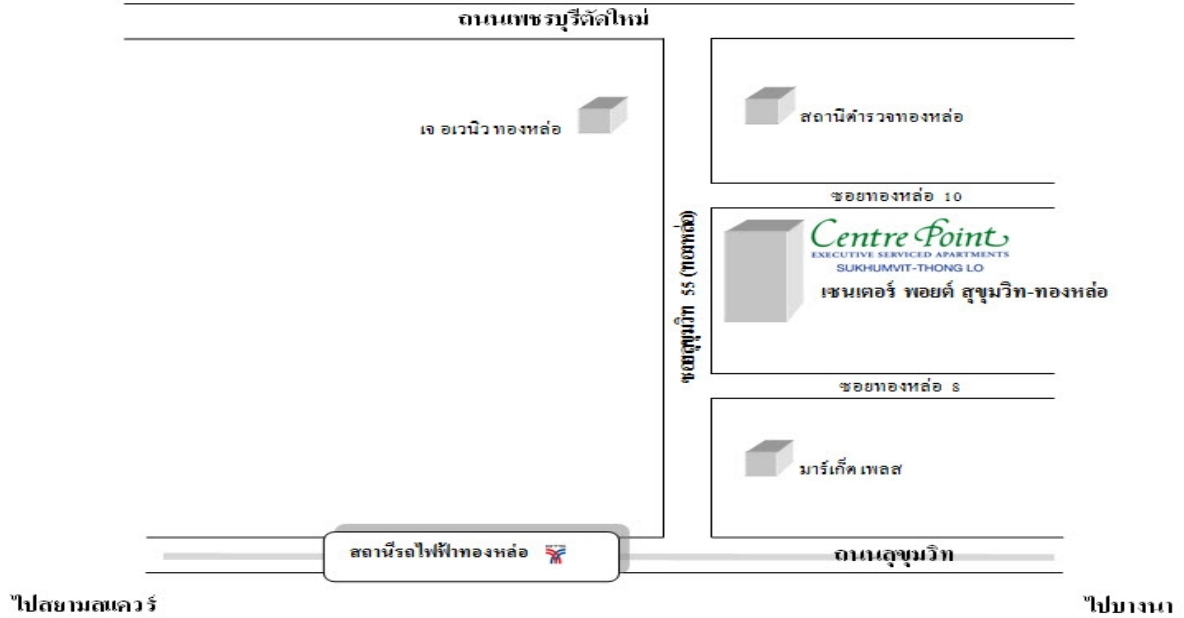 ถนนเพชรบุรีตัดใหม่
เจ อเวนิว ทองหล่อ
สถานีตำรวจทองหล่อ
ซอยทองหล่อ 10
ซอยสุขุมวิท 55 (ทองหล่อ)
Centre Point
EXECUTIVE SERVICED APARTMENTS
SUKHUMVIT-THONG LO
เซนเตอร์ พอยต์ สุขุมวิท-ทองหล่อ
ซอยทองหล่อ 8
มาร์เก็ต เพลส
สถานีรถไฟฟ้าทองหล่อ
ถนนสุขุมวิท
ไปสยามสแควร์
ไปบางนา